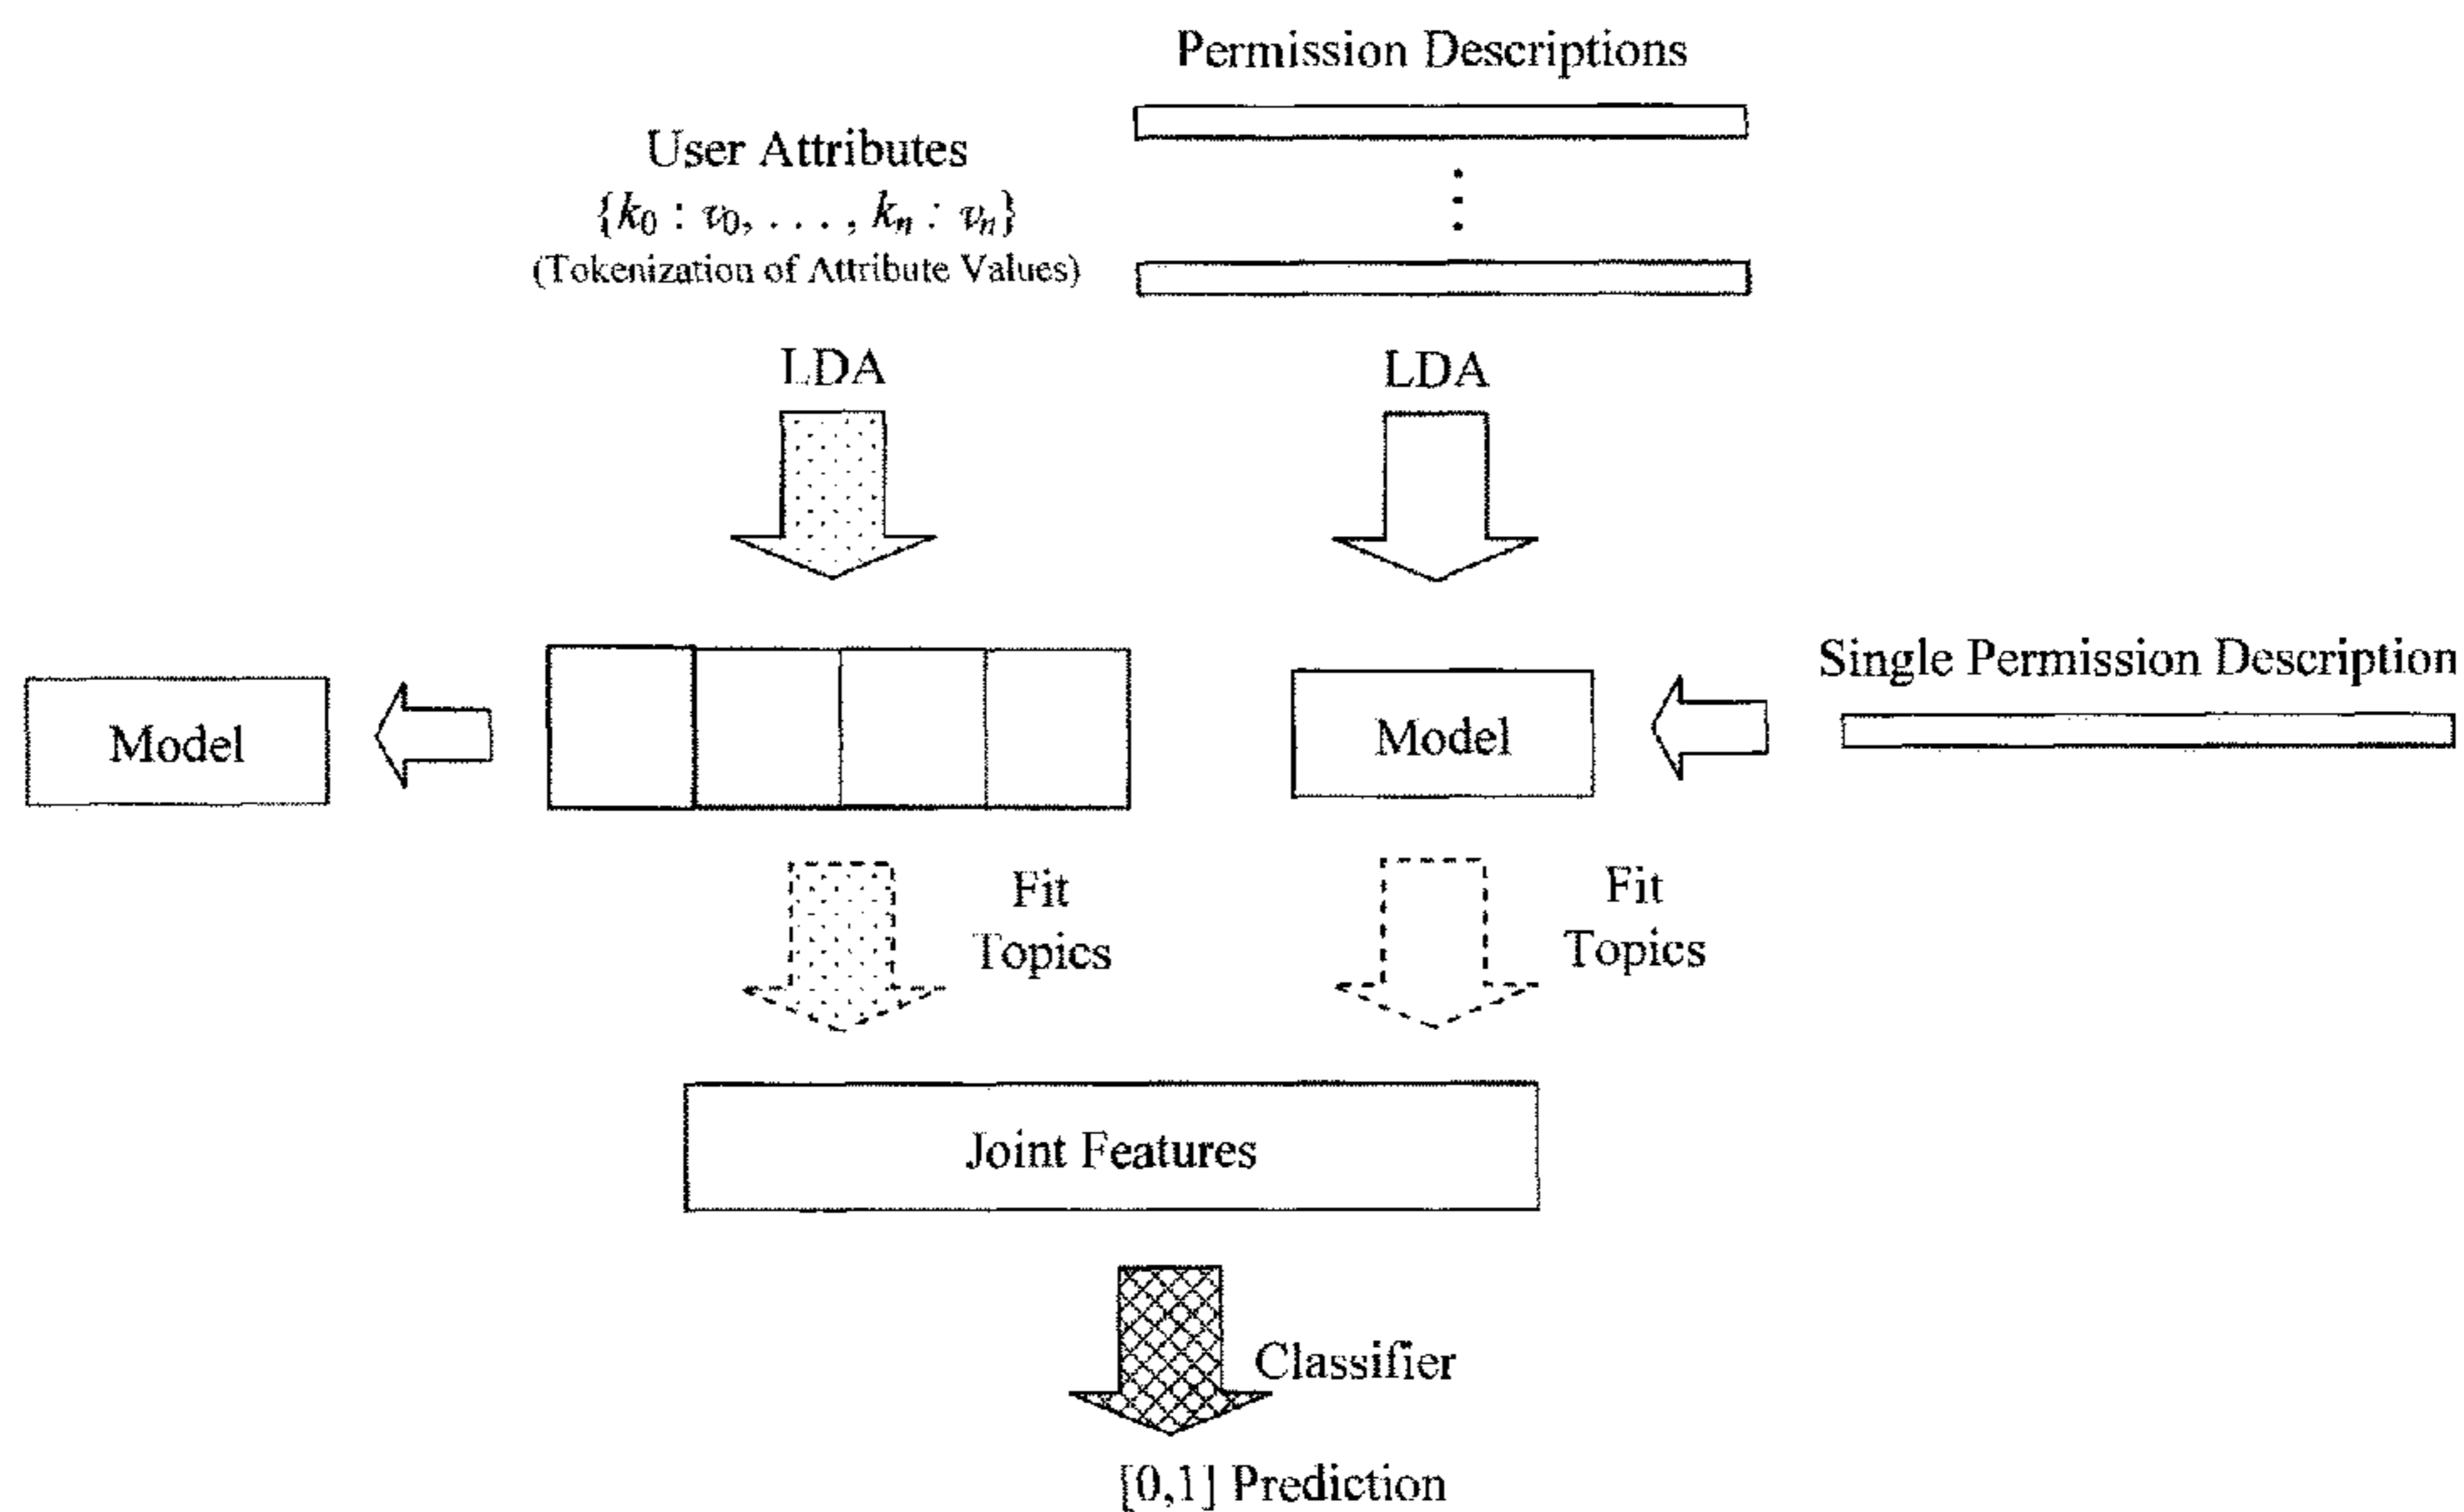 Permission Descriptions
User Attributes
{k₀ : v₀, . . . , kₙ : vₙ}
(Tokenization of Attribute Values)
LDA
LDA
Single Permission Description
Model
Model
Fit
Topics
Fit
Topics
Joint Features
Classifier
[0,1] Prediction